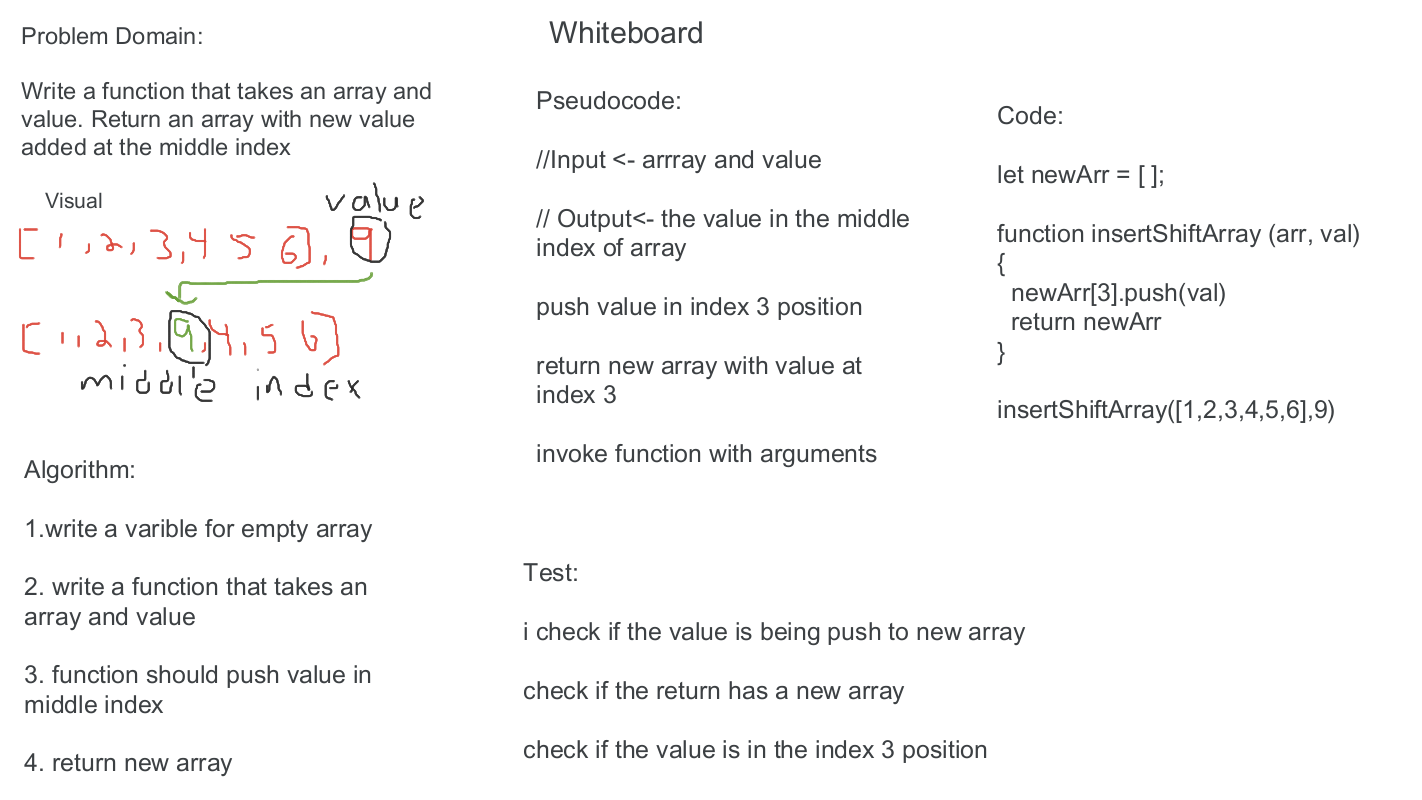 Whiteboard
Problem Domain:
Write a function that takes an array and
value. Return an array with new value
added at the middle index
Visual
value
[ 1 , 2 , 3 , 4 5 6 ] , 9
[ 1 , 2 , 3 , 9 , 4 , 5 6 ]
middle index
Algorithm:
1.write a varible for empty array
2. write a function that takes an
array and value
3. function should push value in
middle index
4. return new array
Pseudocode:
//Input <- arrray and value
// Output<- the value in the middle
index of array
push value in index 3 position
return new array with value at
index 3
invoke function with arguments
Code:
let newArr = [ ];
function insertShiftArray (arr, val)
{
newArr[3].push(val)
return newArr
}
insertShiftArray([1,2,3,4,5,6],9)
Test:
i check if the value is being push to new array
check if the return has a new array
check if the value is in the index 3 position